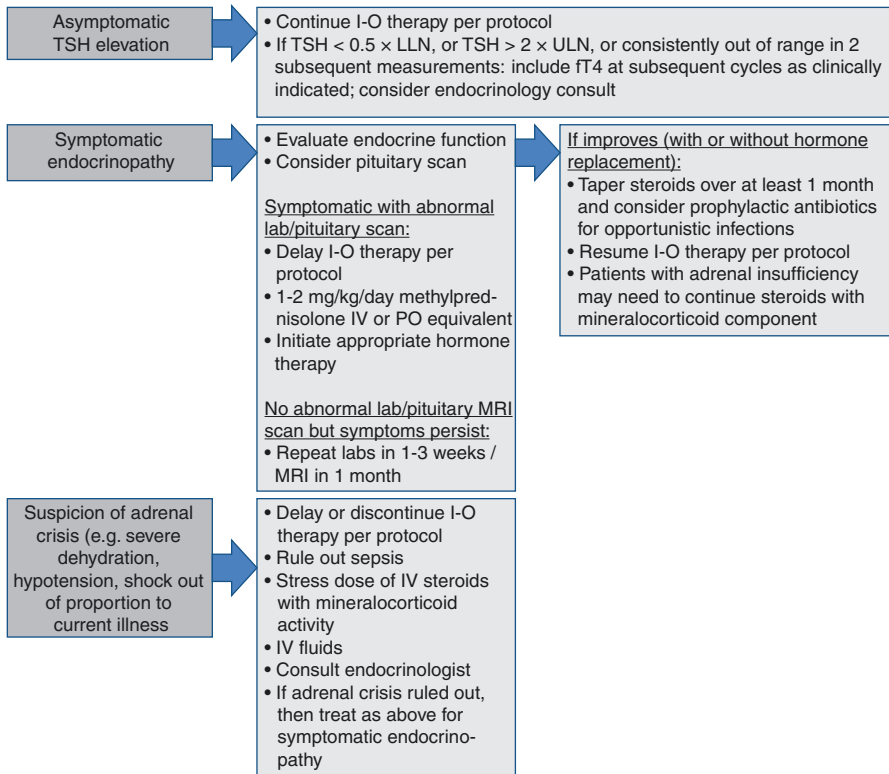 Asymptomatic
TSH elevation
• Continue I-O therapy per protocol
• If TSH < 0.5 × LLN, or TSH > 2 × ULN, or consistently out of range in 2
subsequent measurements: include fT4 at subsequent cycles as clinically
indicated; consider endocrinology consult
Symptomatic
endocrinopathy
• Evaluate endocrine function
• Consider pituitary scan
Symptomatic with abnormal
lab/pituitary scan:
• Delay I-O therapy per
protocol
• 1-2 mg/kg/day methylpred-
nisolone IV or PO equivalent
• Initiate appropriate hormone
therapy
No abnormal lab/pituitary MRI
scan but symptoms persist:
• Repeat labs in 1-3 weeks /
MRI in 1 month
If improves (with or without hormone
replacement):
• Taper steroids over at least 1 month
and consider prophylactic antibiotics
for opportunistic infections
• Resume I-O therapy per protocol
• Patients with adrenal insufficiency
may need to continue steroids with
mineralocorticoid component
Suspicion of adrenal
crisis (e.g. severe
dehydration,
hypotension, shock out
of proportion to
current illness
• Delay or discontinue I-O
therapy per protocol
• Rule out sepsis
• Stress dose of IV steroids
with mineralocorticoid
activity
• IV fluids
• Consult endocrinologist
• If adrenal crisis ruled out,
then treat as above for
symptomatic endocrino-
pathy